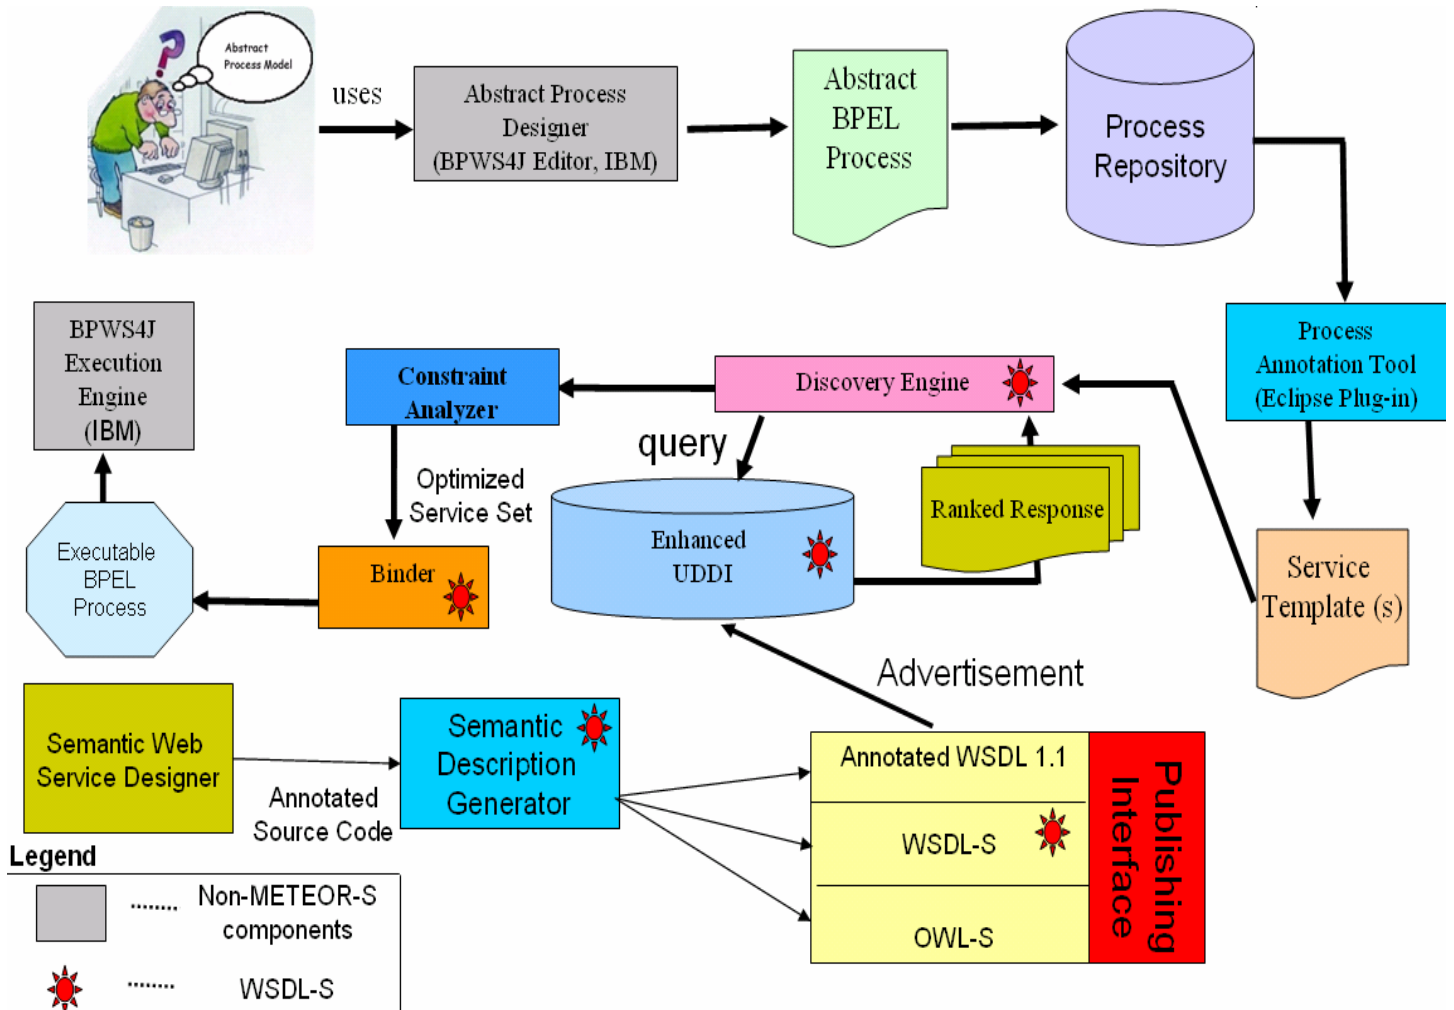 Abstract
Process Model
uses
Abstract Process
Designer
(BPWS4J Editor, IBM)
Abstract
BPEL
Process
Process
Repository
BPWS4J
Execution
Engine
(IBM)
Constraint
Analyzer
Discovery Engine
Process
Annotation Tool
(Eclipse Plug-in)
query
Optimized
Service Set
Ranked Response
Executable
BPEL
Process
Binder
Enhanced
UDDI
Service
Template (s)
Advertisement
Semantic Web
Service Designer
Annotated
Source Code
Semantic
Description
Generator
Annotated WSDL 1.1
WSDL-S
OWL-S
Publishing
Interface
Legend
Non-METEOR-S
components
WSDL-S